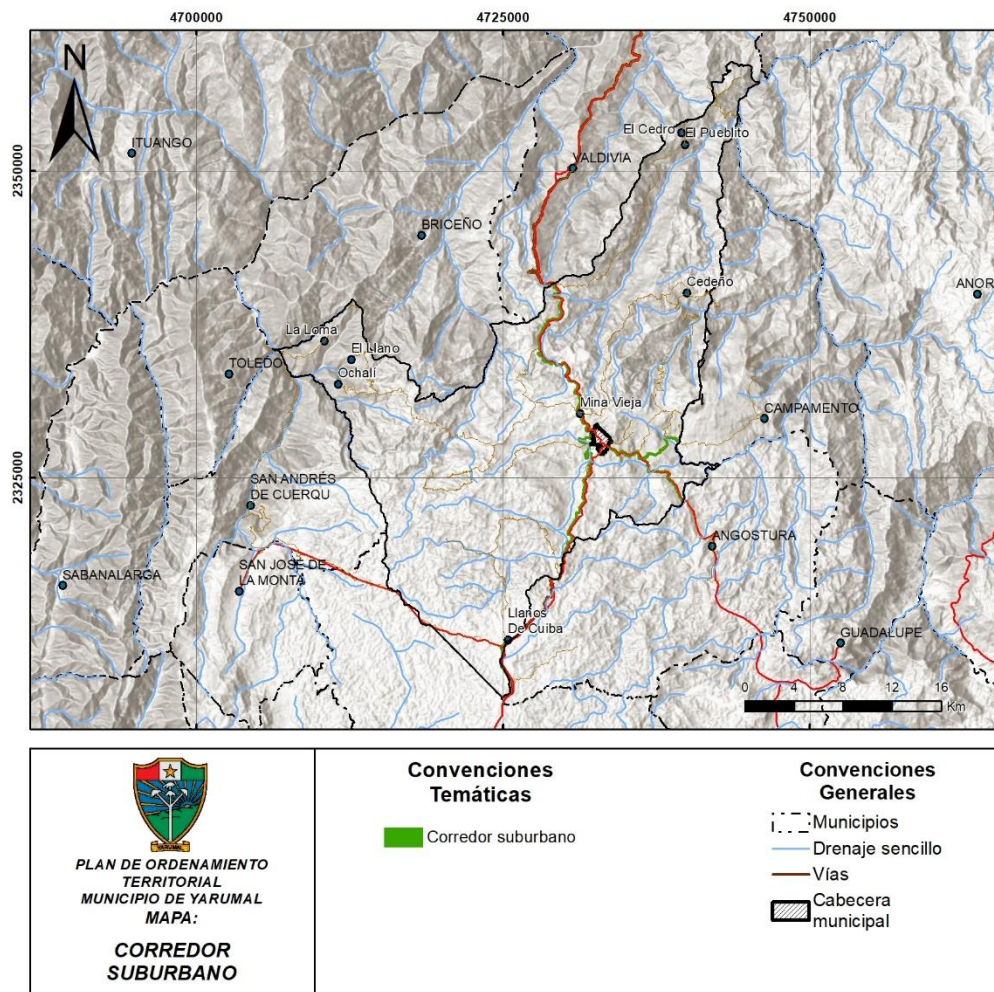 4700000 4725000 4750000
N
2350000
2325000
ITUANGO
El Cedro
El Pueblito
VALDIVIA
BRICEÑO
Cedeño
ANOR
La Loma
El Llano
TOLEDO
Ochalí
Mina Vieja
CAMPAMENTO
SAN ANDRÉS
DE CUERQU
ANGOSTURA
SABANALARGA
SAN JOSÉ DE
LA MONTA
Llanos
De Cuiba
GUADALUPE
0 4 8 12 16
Km
YARUMAL
PLAN DE ORDENAMIENTO
TERRITORIAL
MUNICIPIO DE YARUMAL
MAPA:
CORREDOR
SUBURBANO
Convenciones
Temáticas
Corredor suburbano
Convenciones
Generales
Municipios
Drenaje sencillo
Vías
Cabecera
municipal